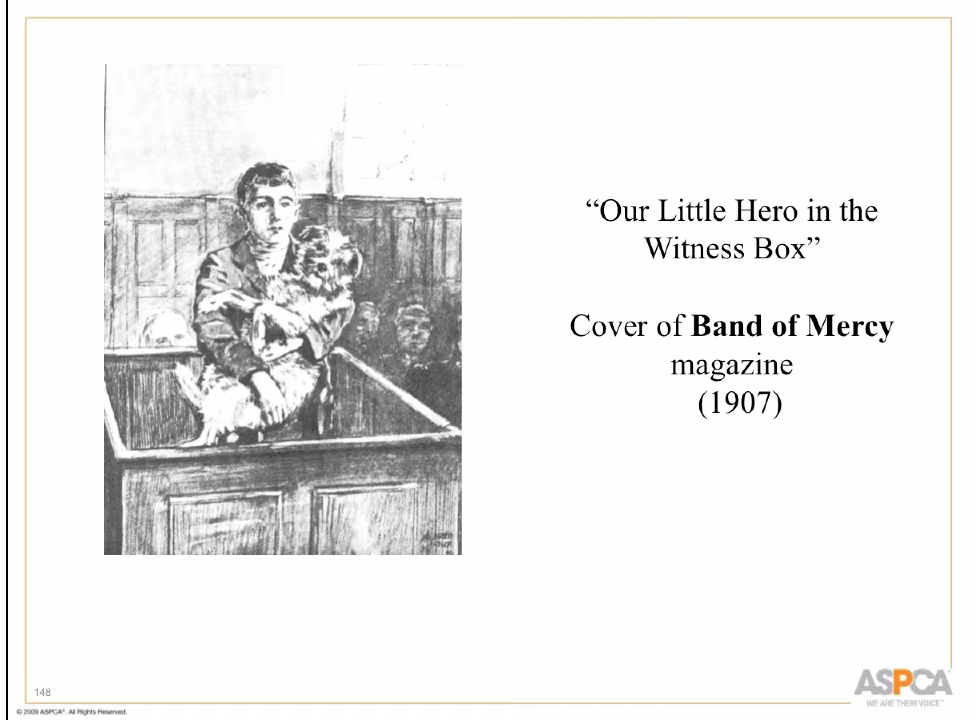 “Our Little Hero in the
Witness Box”
Cover of Band of Mercy
magazine
(1907)
148
ASPCA
WE ARE THEIR VOICE™
© 2009 ASPCA®. All Rights Reserved.